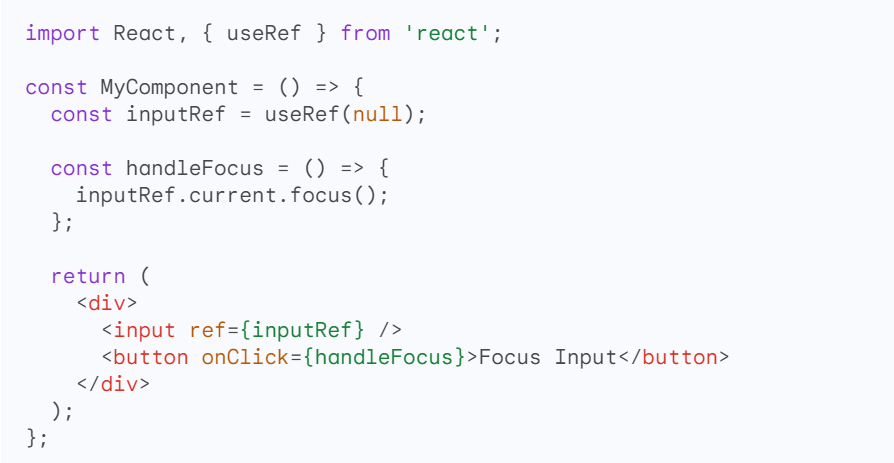 import React, { useRef } from 'react';
const MyComponent = () => {
  const inputRef = useRef(null);
  const handleFocus = () => {
    inputRef.current.focus();
  };
  return (
    <div>
      <input ref={inputRef} />
      <button onClick={handleFocus}>Focus Input</button>
    </div>
  );
};